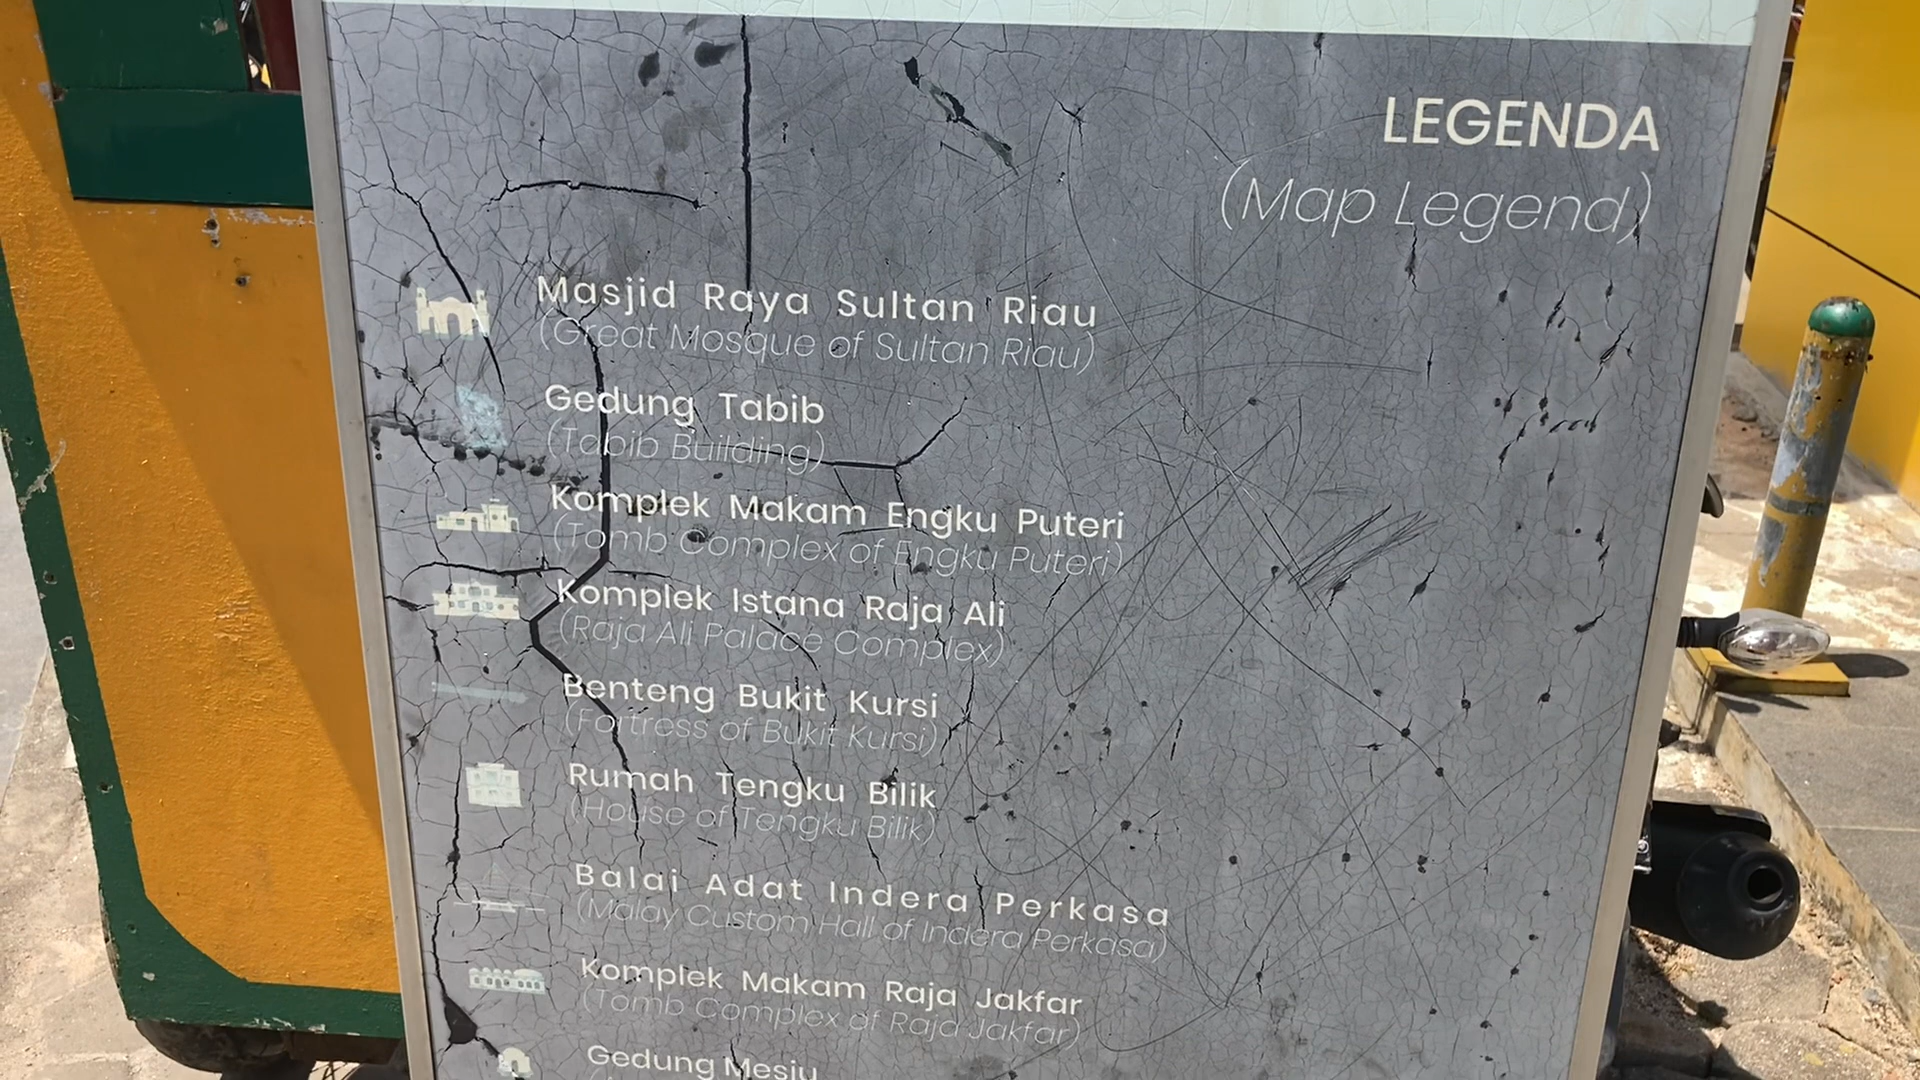 LEGENDA
(Map Legend)
Masjid Raya Sultan Riau
(Great Mosque of Sultan Riau)
Gedung Tabib
(Tabib Building)
Komplek Makam Engku Puteri
(Tomb Complex of Engku Puteri)
Komplek Istana Raja Ali
(Raja Ali Palace Complex)
Benteng Bukit Kursi
(Fortress of Bukit Kursi)
Rumah Tengku Bilik
(House of Tengku Bilik)
Balai Adat Indera Perkasa
(Malay Custom Hall of Indera Perkasa)
Komplek Makam Raja Jakfar
(Tomb Complex of Raja Jakfar)
Gedung Mesiu